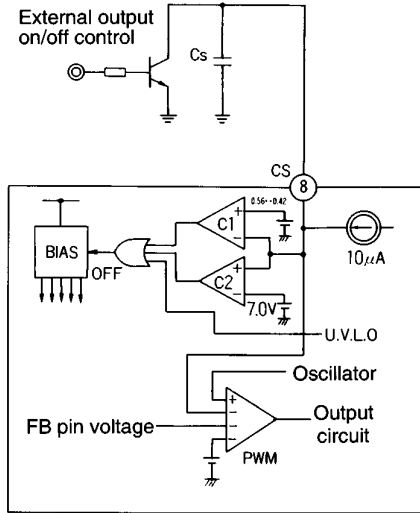 External output
on/off control
Cs
CS
8
0.56↔0.42
+
C1
−
10μA
BIAS
OFF
+
C2
−
7.0V
U.V.L.O
Oscillator
+
−
−
−
FB pin voltage
Output
circuit
PWM